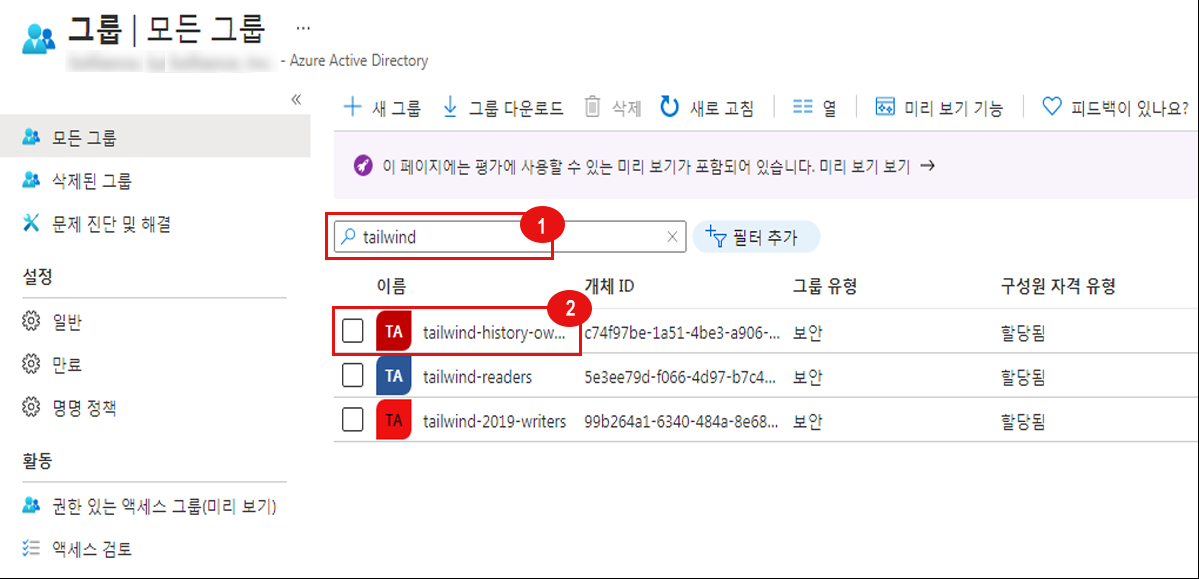 그룹 | 모든 그룹 ···
- Azure Active Directory
«
모든 그룹
삭제된 그룹
문제 진단 및 해결
설정
일반
만료
명명 정책
활동
권한 있는 액세스 그룹(미리 보기)
액세스 검토
새 그룹 그룹 다운로드 삭제 새로 고침 열 미리 보기 기능 피드백이 있나요?
이 페이지에는 평가에 사용할 수 있는 미리 보기가 포함되어 있습니다. 미리 보기 보기 →
1
tailwind 필터 추가
이름 개체 ID 그룹 유형 구성원 자격 유형
2
TA tailwind-history-ow... c74f97be-1a51-4be3-a906-... 보안 할당됨
TA tailwind-readers 5e3ee79d-f066-4d97-b7c4... 보안 할당됨
TA tailwind-2019-writers 99b264a1-6340-484a-8e68... 보안 할당됨